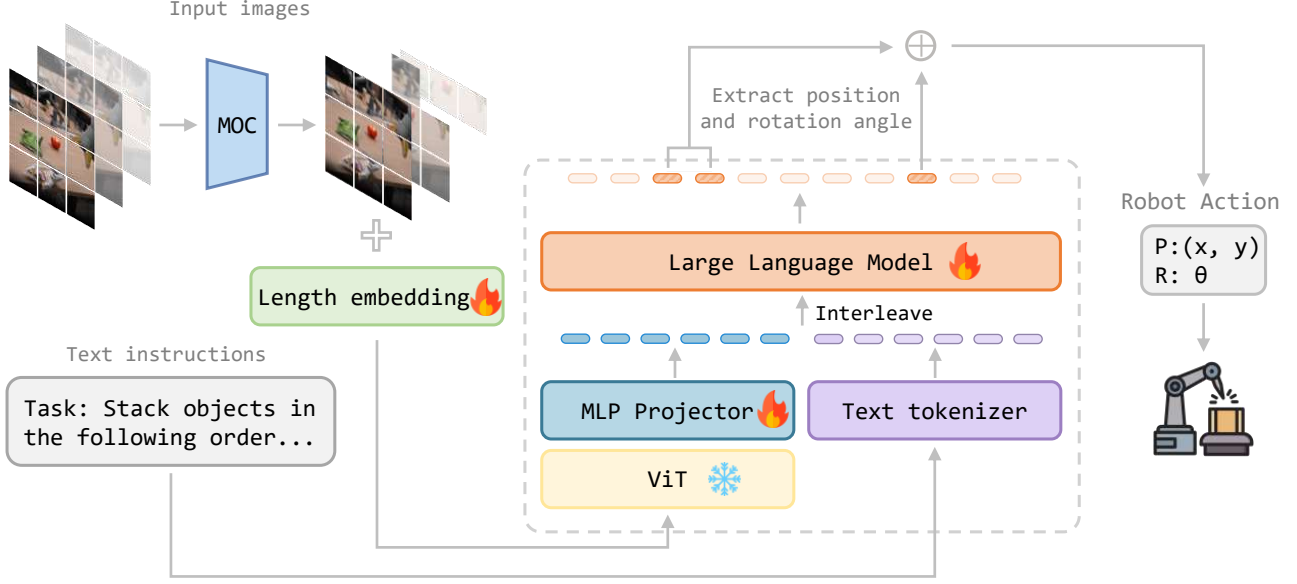 Input images
MOC
Length embedding
Text instructions
Task: Stack objects in
the following order...
Extract position
and rotation angle
Large Language Model
Interleave
MLP Projector
Text tokenizer
ViT
Robot Action
P:(x, y)
R: θ